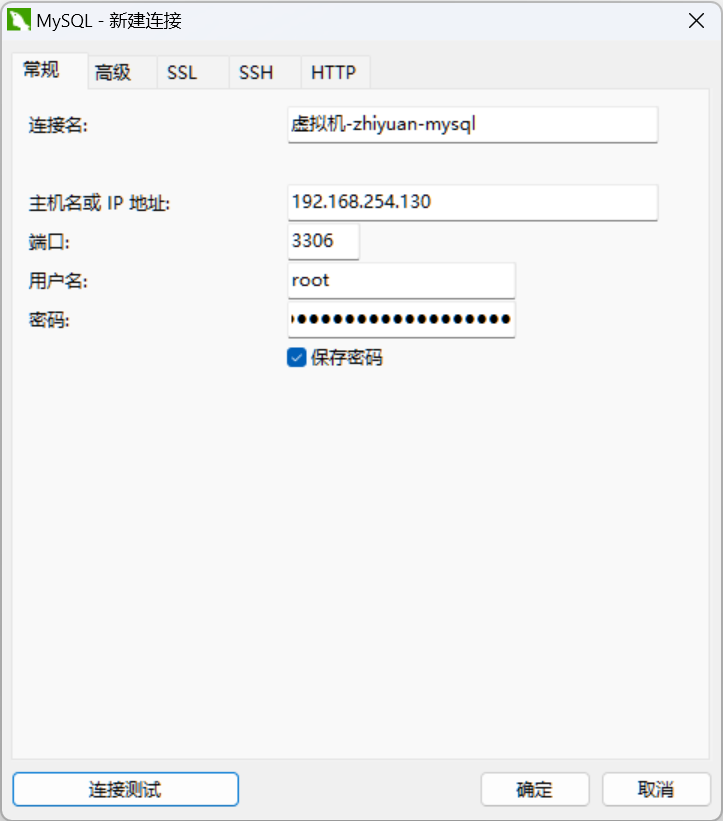 MySQL - 新建连接
常规 高级 SSL SSH HTTP
连接名: 虚拟机-zhiyuan-mysql
主机名或 IP 地址: 192.168.254.130
端口: 3306
用户名: root
密码: ●●●●●●●●●●●●●●●●●●
保存密码
连接测试 确定 取消